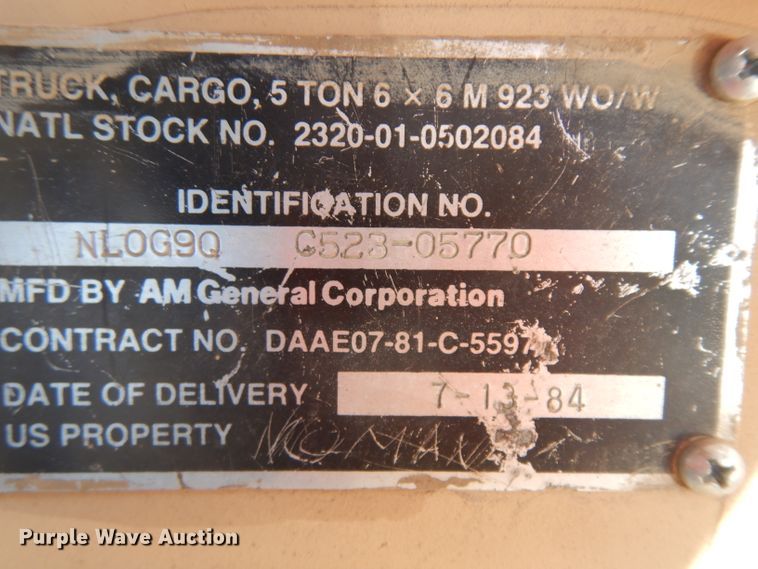 TRUCK, CARGO, 5 TON 6 × 6 M 923 WO/W
NATL STOCK NO. 2320-01-0502084
IDENTIFICATION NO.
NL0G9Q C523-05770
MFD BY AM General Corporation
CONTRACT NO. DAAE07-81-C-5597
DATE OF DELIVERY 7-13-84
US PROPERTY
Purple Wave Auction